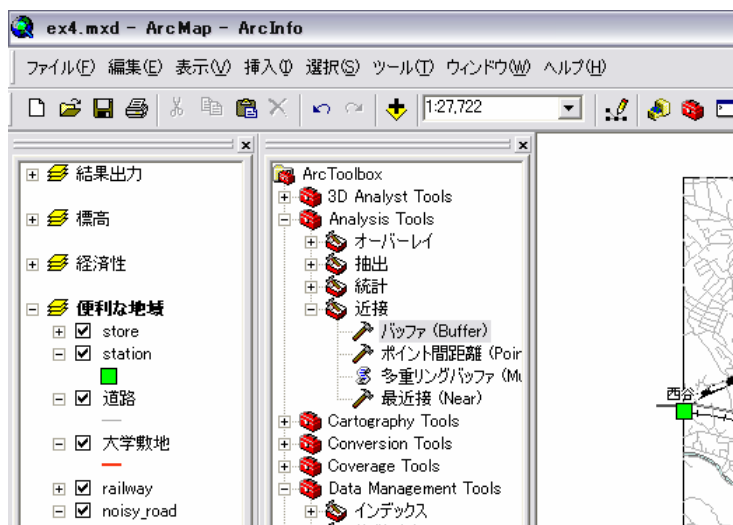 ex4.mxd - ArcMap - ArcInfo
ファイル(F) 編集(E) 表示(V) 挿入(I) 選択(S) ツール(T) ウィンドウ(W) ヘルプ(H)
1:27,722
結果出力
標高
経済性
便利な地域
store
station
道路
大学敷地
railway
noisy_road
ArcToolbox
3D Analyst Tools
Analysis Tools
オーバーレイ
抽出
統計
近接
バッファ (Buffer)
ポイント間距離 (Poin
多重リングバッファ (Mu
最近接 (Near)
Cartography Tools
Conversion Tools
Coverage Tools
Data Management Tools
インデックス
西谷